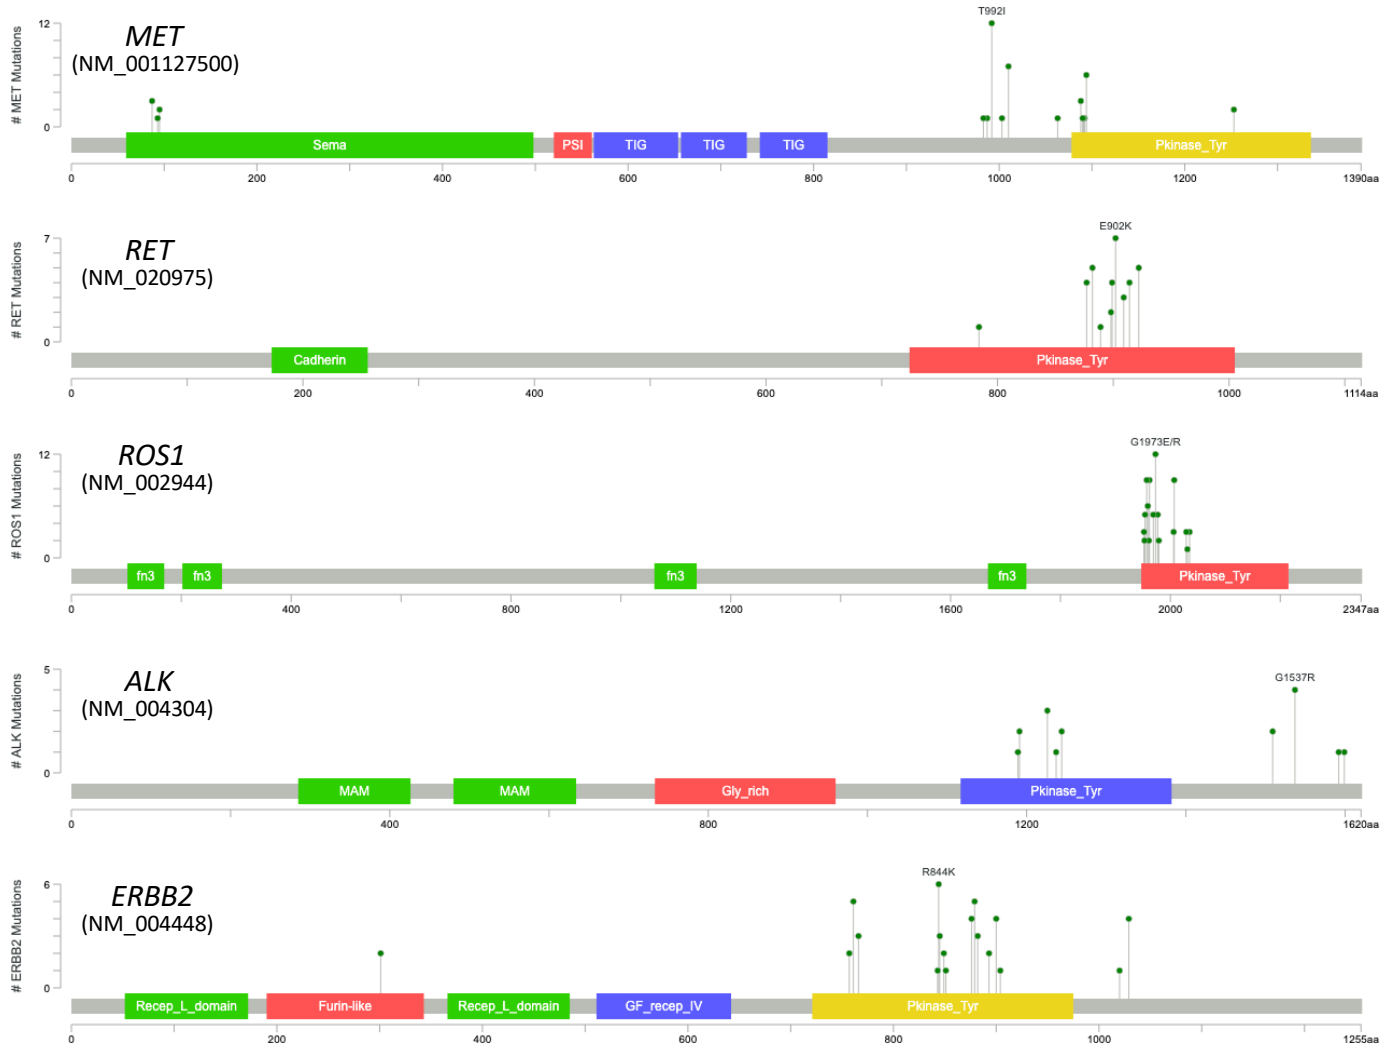 T992I
12
MET
(NM_001127500)
# MET Mutations
0
Sema
PSI
TIG
TIG
TIG
Pkinase_Tyr
0
200
400
600
800
1000
1200
1390aa
E902K
7
RET
(NM_020975)
# RET Mutations
0
Cadherin
Pkinase_Tyr
0
200
400
600
800
1000
1114aa
G1973E/R
12
ROS1
(NM_002944)
# ROS1 Mutations
0
fn3
fn3
fn3
fn3
Pkinase_Tyr
0
400
800
1200
1600
2000
2347aa
G1537R
5
ALK
(NM_004304)
# ALK Mutations
0
MAM
MAM
Gly_rich
Pkinase_Tyr
0
400
800
1200
1620aa
R844K
6
ERBB2
(NM_004448)
# ERBB2 Mutations
0
Recep_L_domain
Furin-like
Recep_L_domain
GF_recep_IV
Pkinase_Tyr
0
200
400
600
800
1000
1255aa